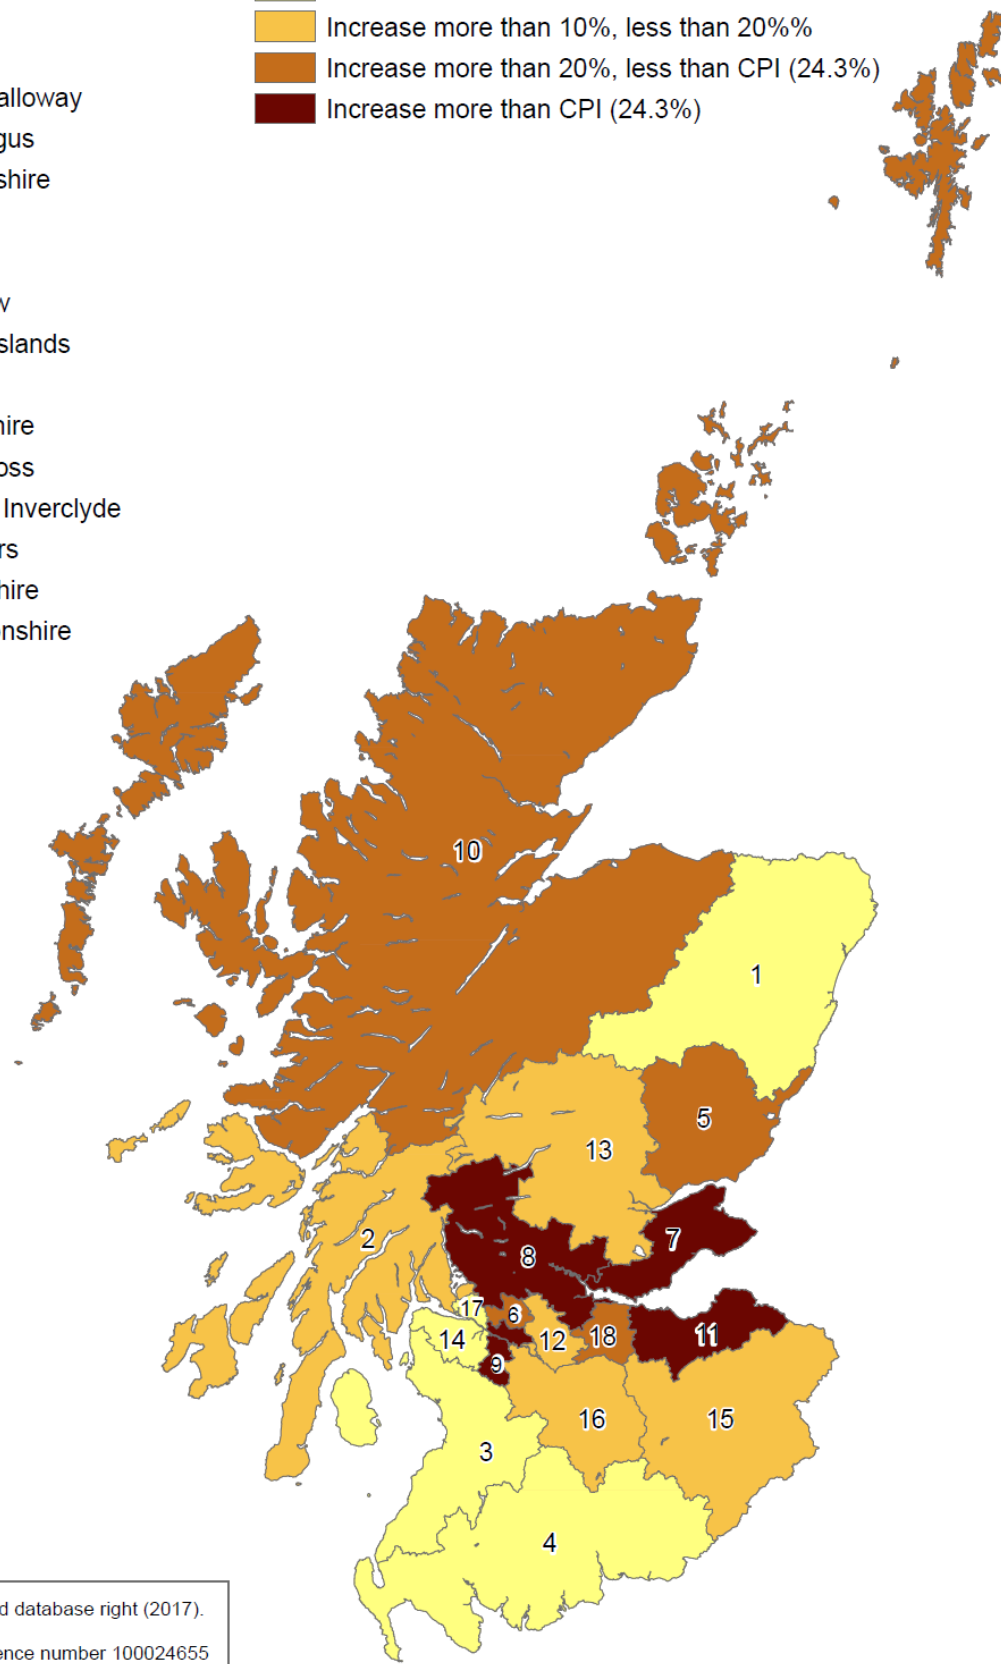 Increase more than 10%, less than 20%%
Increase more than 20%, less than CPI (24.3%)
Increase more than CPI (24.3%)
alloway
gus
shire
w
slands
hire
oss
Inverclyde
rs
hire
onshire
10
1
5
13
2
7
8
17
6
14
12
18
11
9
16
15
3
4
d database right (2017).
ence number 100024655